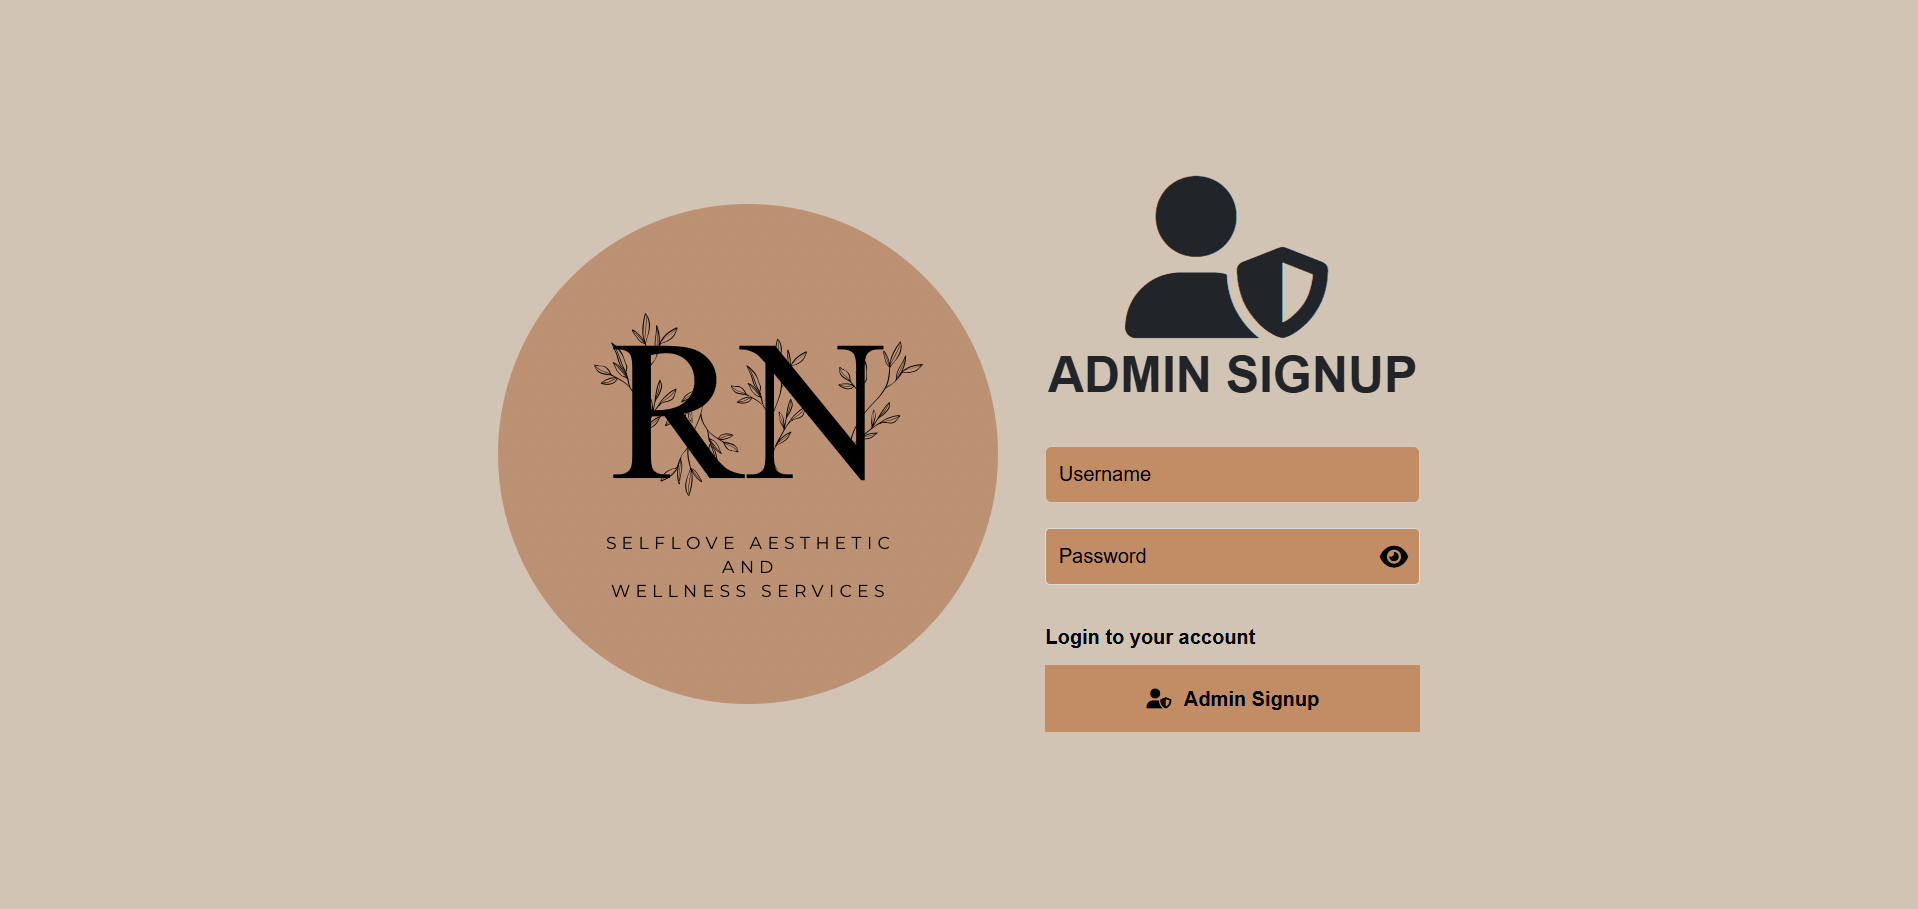 RN
SELFLOVE AESTHETIC
AND
WELLNESS SERVICES
ADMIN SIGNUP
Username
Password
Login to your account
Admin Signup